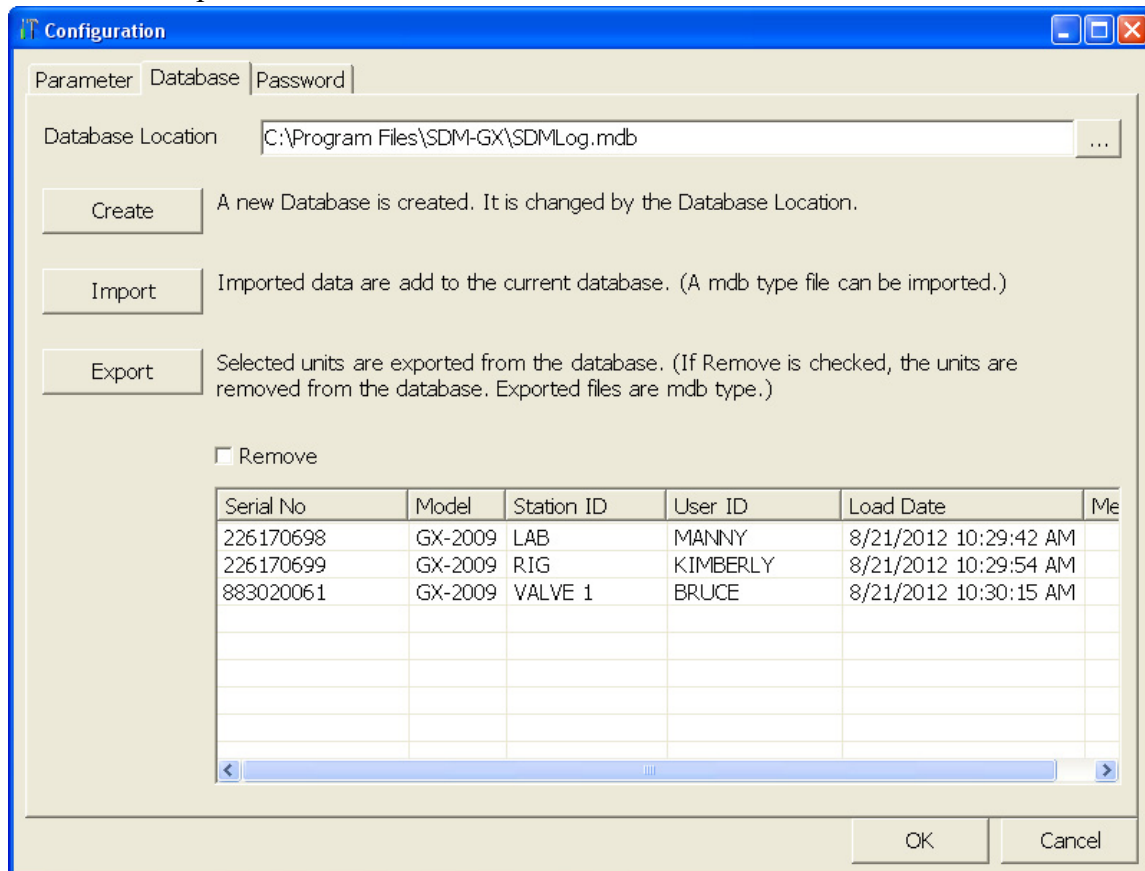 Configuration
Parameter Database Password
Database Location C:\Program Files\SDM-GX\SDMLog.mdb ...
Create A new Database is created. It is changed by the Database Location.
Import Imported data are add to the current database. (A mdb type file can be imported.)
Export Selected units are exported from the database. (If Remove is checked, the units are
removed from the database. Exported files are mdb type.)
Remove
Serial No Model Station ID User ID Load Date Me
226170698 GX-2009 LAB MANNY 8/21/2012 10:29:42 AM
226170699 GX-2009 RIG KIMBERLY 8/21/2012 10:29:54 AM
883020061 GX-2009 VALVE 1 BRUCE 8/21/2012 10:30:15 AM
OK Cancel